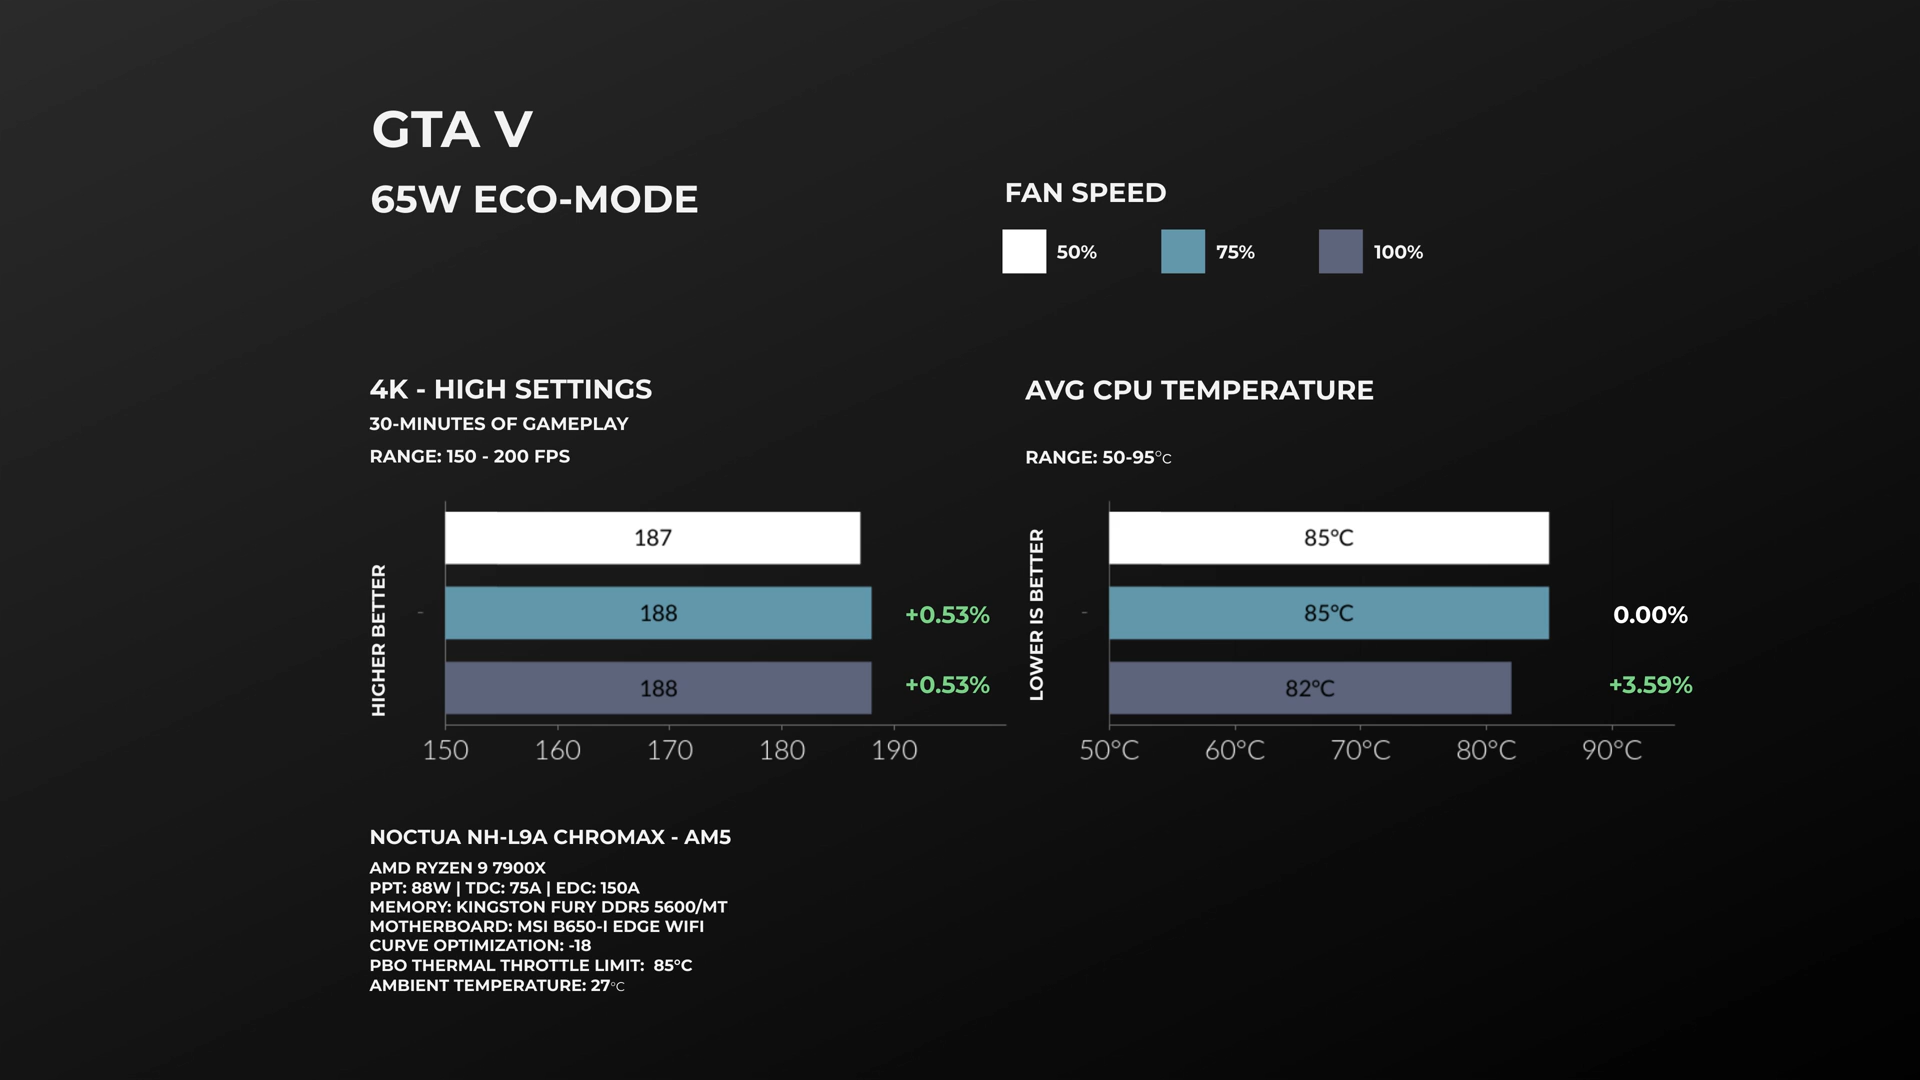 GTA V
65W ECO-MODE
FAN SPEED
50%
75%
100%
4K - HIGH SETTINGS
30-MINUTES OF GAMEPLAY
RANGE: 150 - 200 FPS
HIGHER BETTER
187
188
+0.53%
188
+0.53%
150 160 170 180 190
AVG CPU TEMPERATURE
RANGE: 50-95°C
LOWER IS BETTER
85°C
85°C
0.00%
82°C
+3.59%
50°C 60°C 70°C 80°C 90°C
NOCTUA NH-L9A CHROMAX - AM5
AMD RYZEN 9 7900X
PPT: 88W | TDC: 75A | EDC: 150A
MEMORY: KINGSTON FURY DDR5 5600/MT
MOTHERBOARD: MSI B650-I EDGE WIFI
CURVE OPTIMIZATION: -18
PBO THERMAL THROTTLE LIMIT: 85°C
AMBIENT TEMPERATURE: 27°C